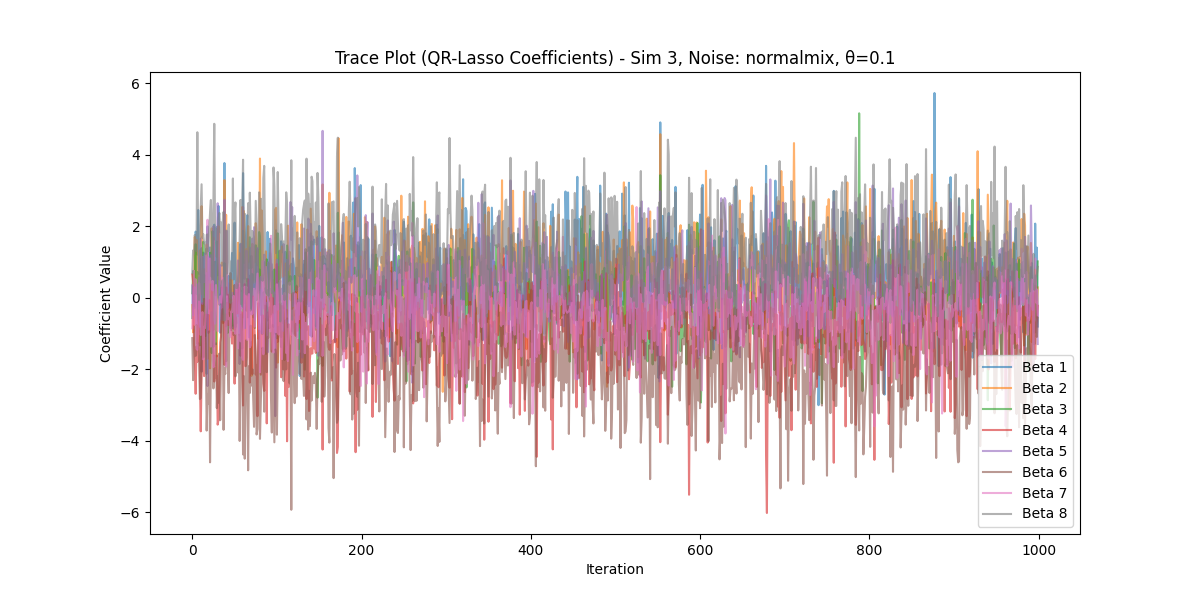 Trace Plot (QR-Lasso Coefficients) - Sim 3, Noise: normalmix, θ=0.1
Coefficient Value
6
4
2
0
−2
−4
−6
Beta 1
Beta 2
Beta 3
Beta 4
Beta 5
Beta 6
Beta 7
Beta 8
0 200 400 600 800 1000
Iteration